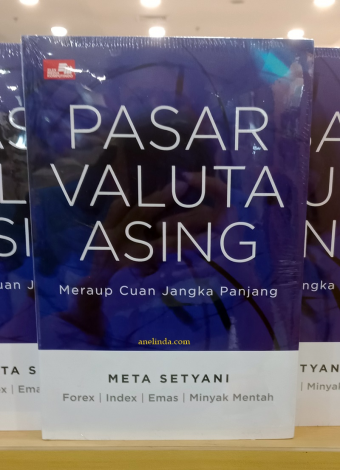 PASAR
VALUTA
ASING
Meraup Cuan Jangka Panjang
anelinda.com
META SETYANI
Forex | Index | Emas | Minyak Mentah